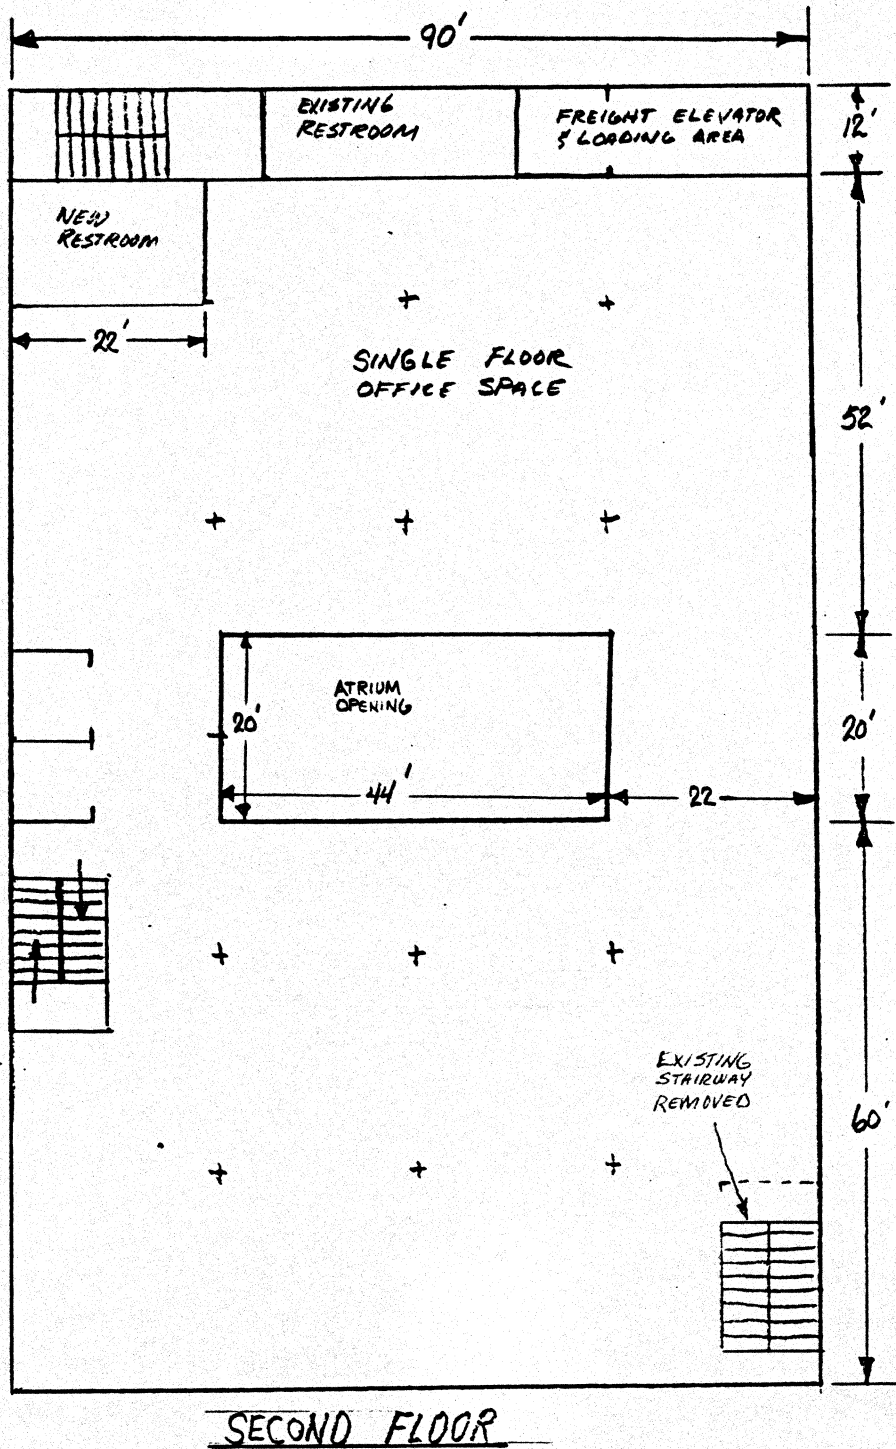 90'
EXISTING
RESTROOM
FREIGHT ELEVATOR
& LOADING AREA
12'
NEW
RESTROOM
22'
SINGLE FLOOR
OFFICE SPACE
52'
ATRIUM
OPENING
20'
20'
44'
22
EXISTING
STAIRWAY
REMOVED
60'
SECOND FLOOR